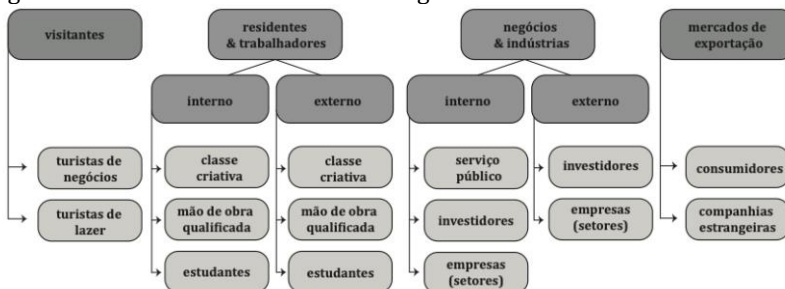 visitantes
residentes
& trabalhadores
negócios
& indústrias
mercados de
exportação
interno
externo
interno
externo
turistas de
negócios
classe
criativa
classe
criativa
serviço
público
investidores
consumidores
turistas de
lazer
mão de obra
qualificada
mão de obra
qualificada
investidores
empresas
(setores)
companhias
estrangeiras
estudantes
estudantes
empresas
(setores)